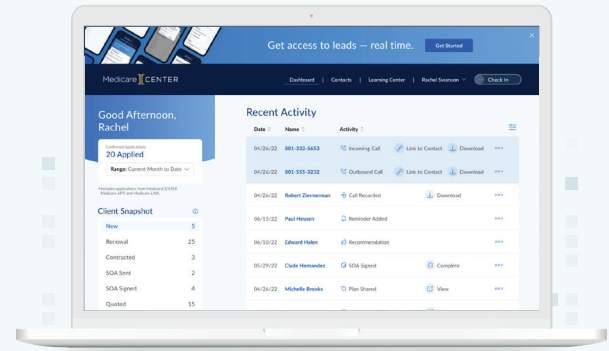 Get access to leads — real time.
Get Started
Medicare CENTER
Dashboard | Contacts | Learning Center | Rachel Swanson
Check In
Good Afternoon,
Rachel
Confirmed Applications
20 Applied
Range: Current Month to Date
Client Snapshot
New 5
Renewal 25
Contracted 3
SOA Sent 2
SOA Signed 4
Quoted 15
Recent Activity
Date Name Activity
04/26/22 801-332-5653 Incoming Call Link to Contact Download
04/26/22 801-555-3232 Outbound Call Link to Contact Download
04/26/22 Robert Zimmerman Call Recorded Download
06/15/22 Paul Hewson Reminder Added
06/10/22 Edward Halen Recommendation
05/29/22 Clyde Hernandez SOA Signed Complete
04/26/22 Michelle Brooks Plan Shared View